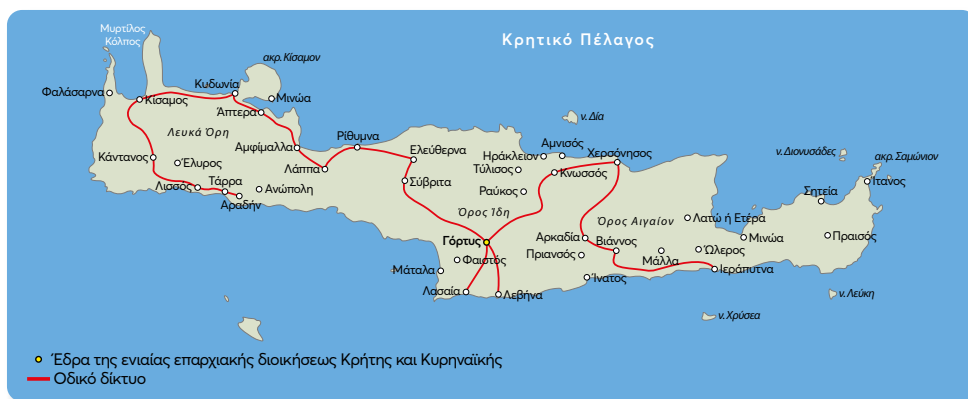 Μυρτίλος
Κόλπος
Κρητικό Πέλαγος
ακρ. Κίσαμον
Κυδωνία
Φαλάσαρνα
Κίσαμος
Μινώα
Άπτερα
ν. Δία
Λευκά Όρη
Ρίθυμνα
Αμφίμαλλα
Ελεύθερνα
Αμνισός
Ηράκλειον
Χερσόνησος
ν. Διονυσάδες
ακρ. Σαμώνιον
Κάντανος
Έλυρος
Λάππα
Τύλισος
Κνωσσός
Ίτανος
Λισσός
Τάρρα
Ανώπολη
Σύβριτα
Ραύκος
Σητεία
Αραδήν
Όρος Ίδη
Όρος Αιγαίον
Λατώ ή Ετέρα
Γόρτυς
Αρκαδία
Βιάννος
Μινώα
Πραισός
Φαιστός
Πριανσός
Μάλλα
Ώλερος
Μάταλα
Ίνατος
Ιεράπυτνα
Λασαία
Λεβήνα
ν. Λεύκη
ν. Χρύσεα
Έδρα της ενιαίας επαρχιακής διοικήσεως Κρήτης και Κυρηναϊκής
Οδικό δίκτυο